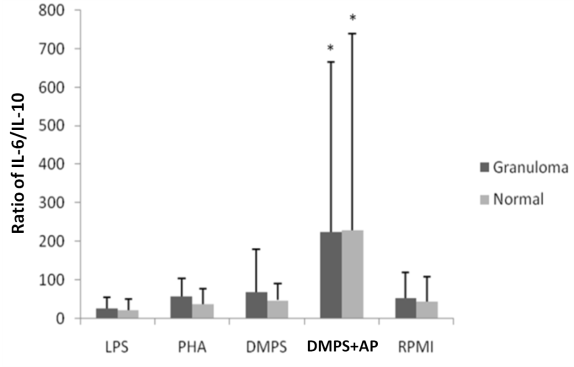 800
700
600
500
400
300
200
100
0
Ratio of IL-6/IL-10
*
*
LPS PHA DMPS DMPS+AP RPMI
Granuloma
Normal